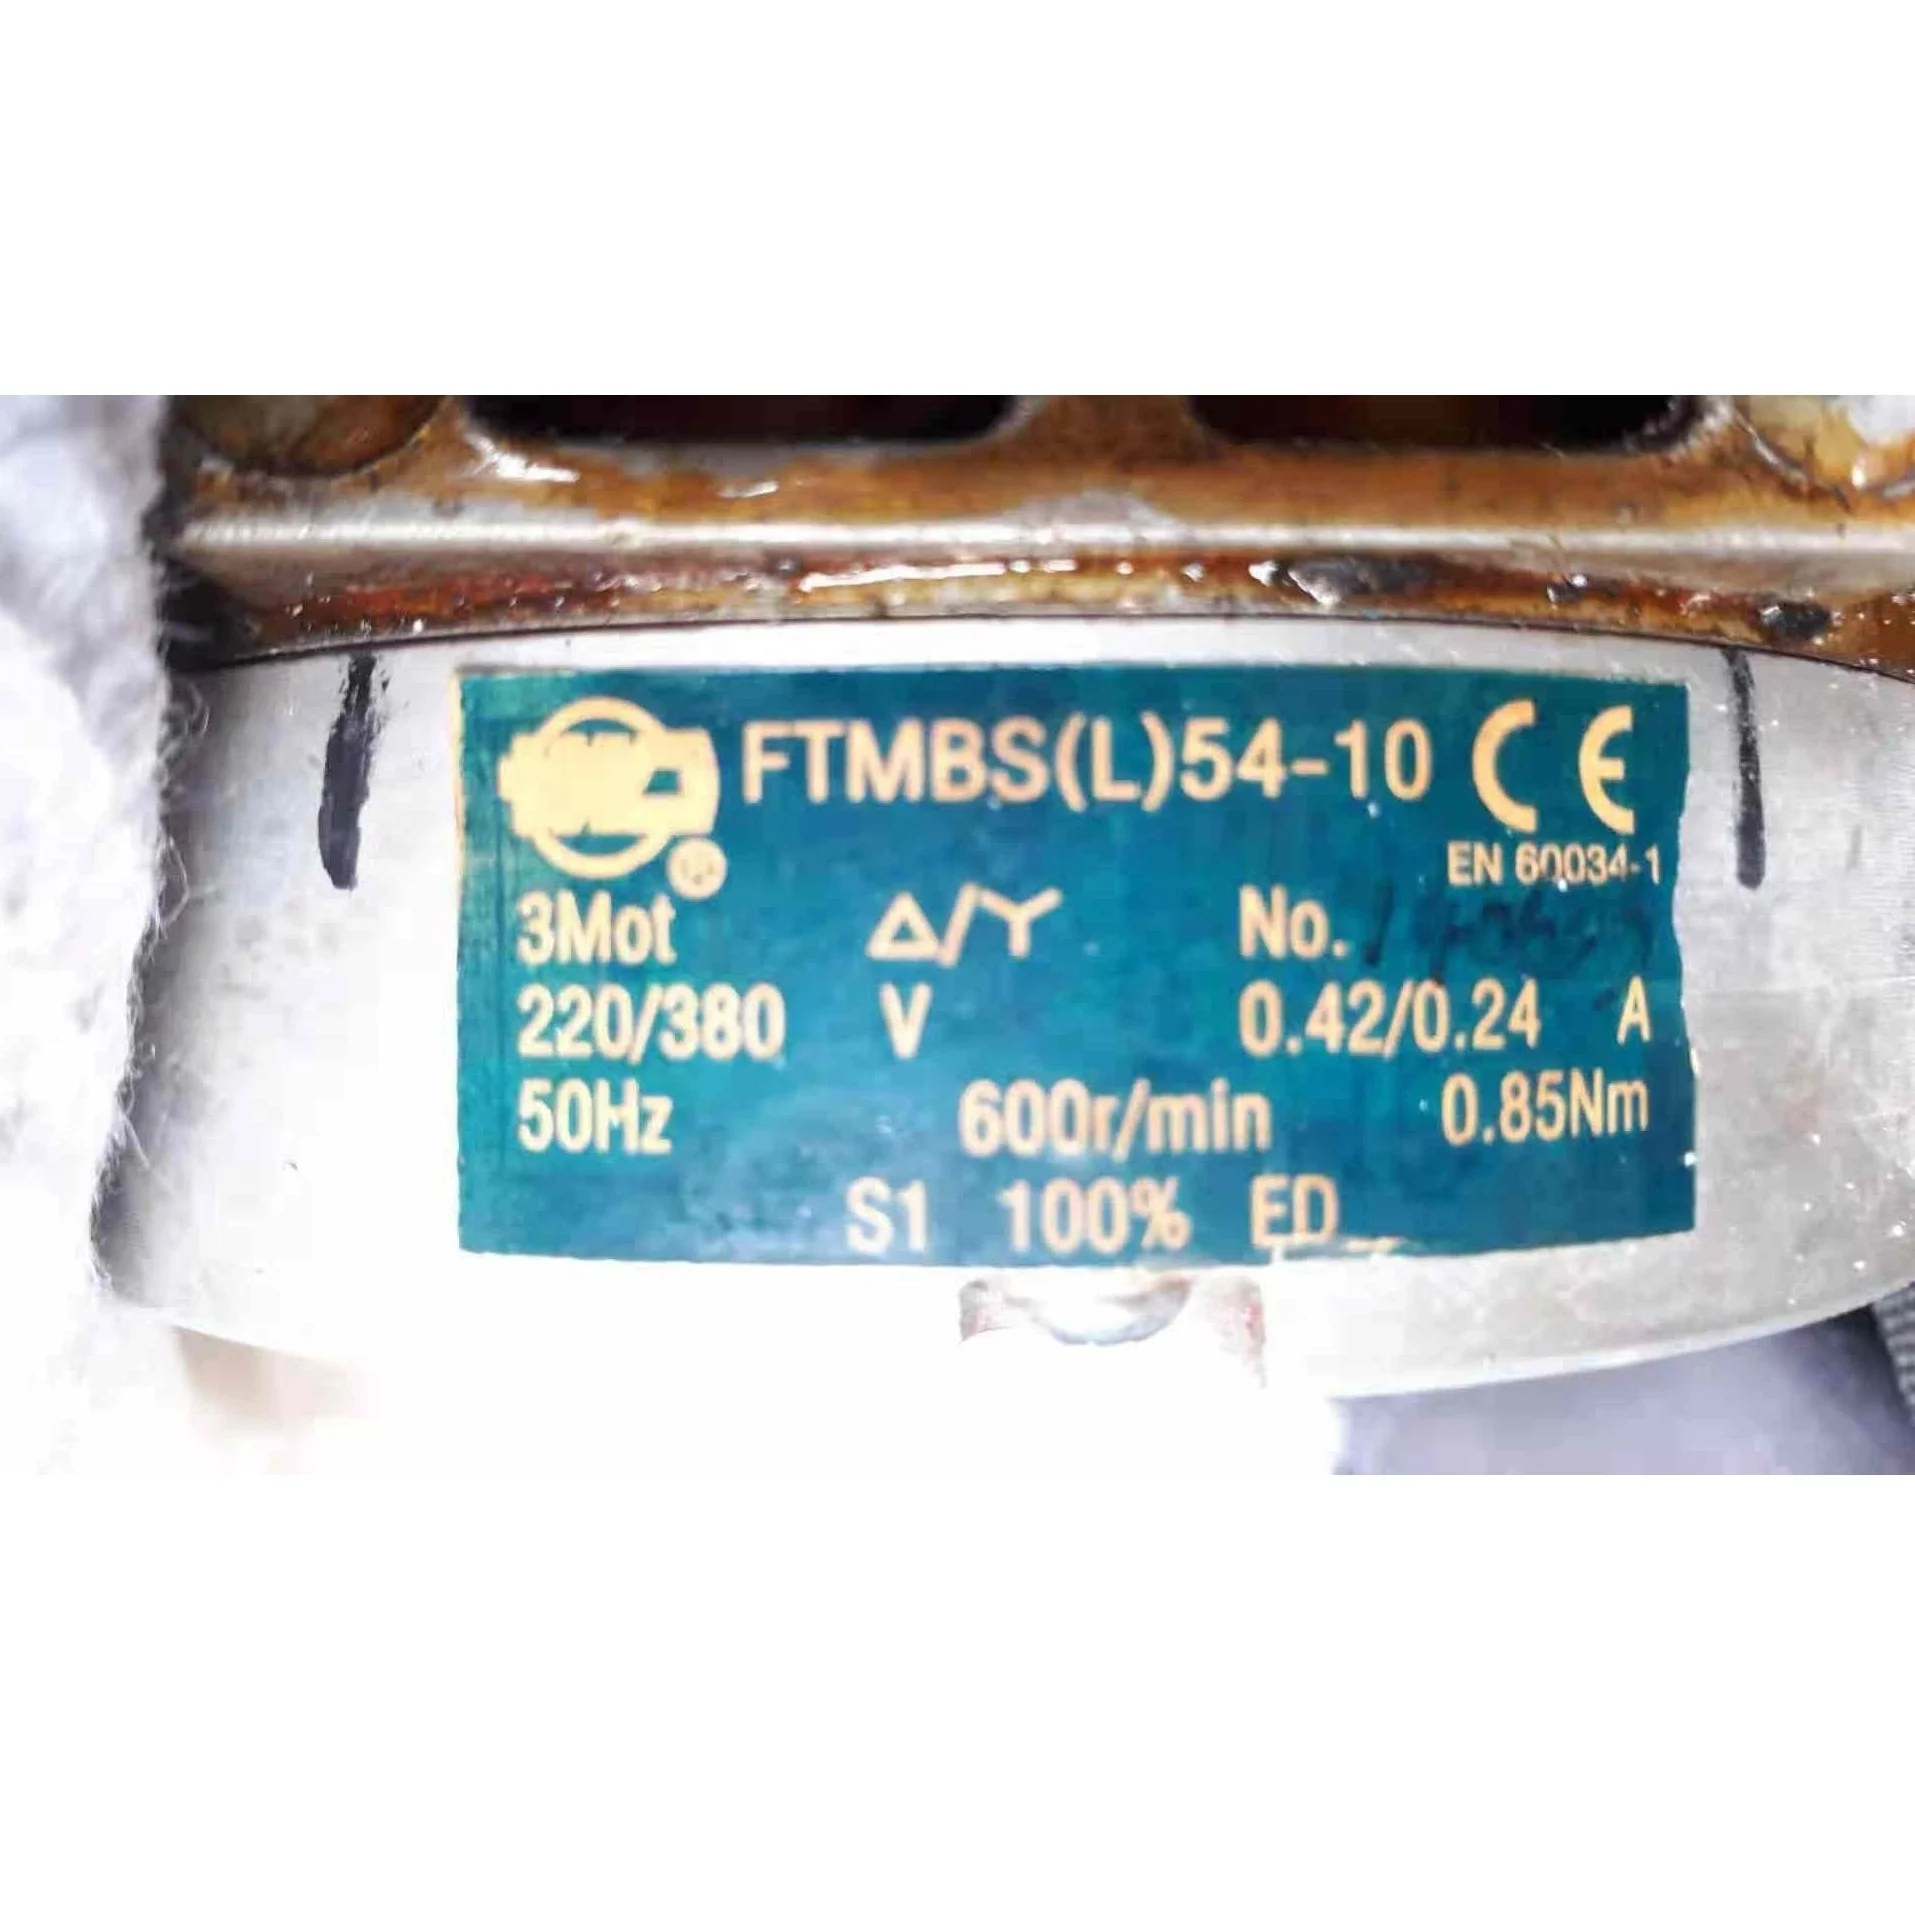 FTMBS(L)54-10 CE
EN 60034-1
3Mot Δ/Y No.
220/380 V 0.42/0.24 A
50Hz 600r/min 0.85Nm
S1 100% ED